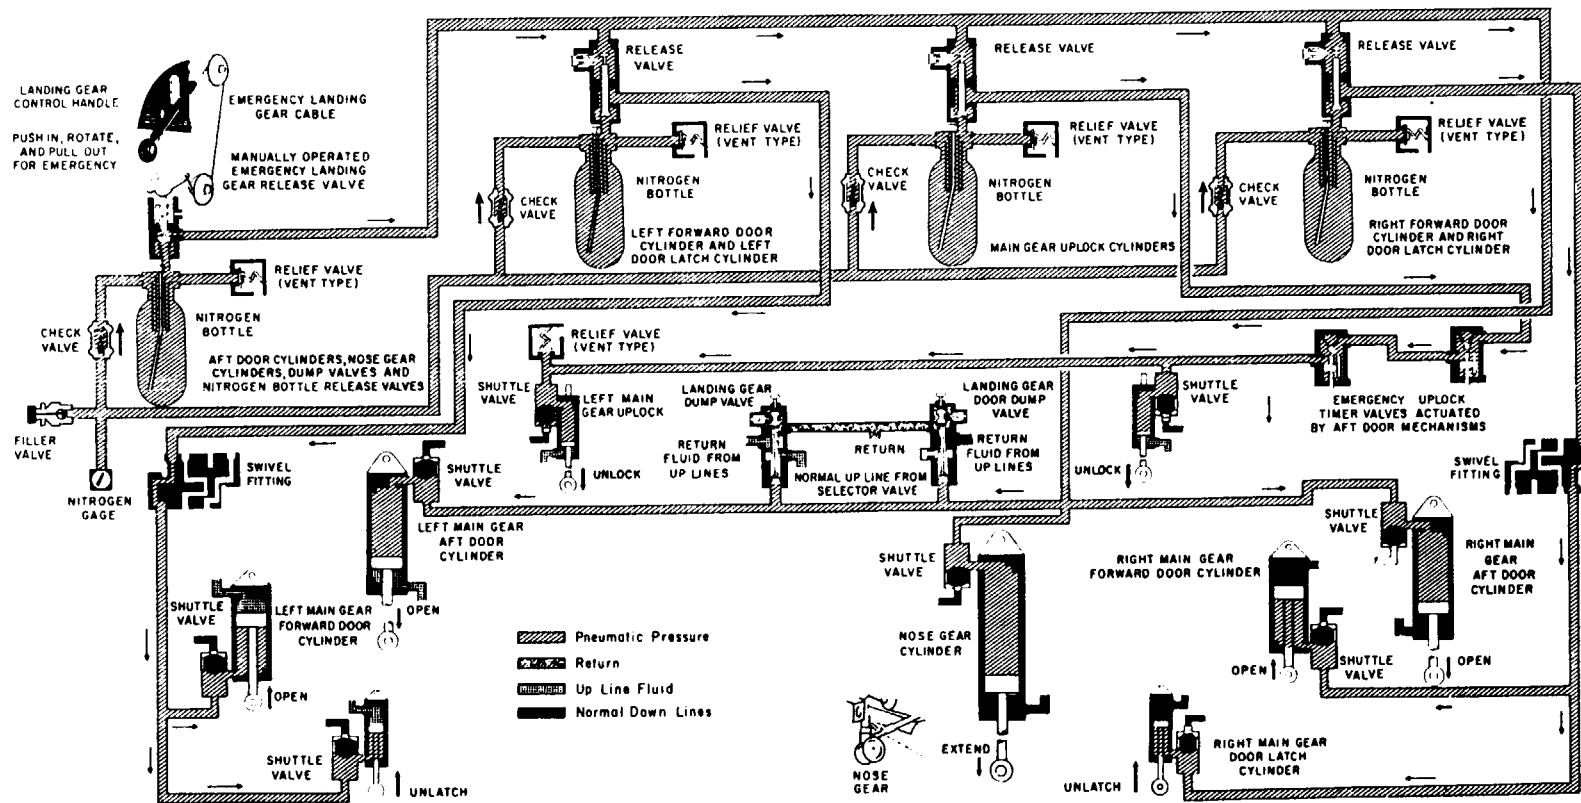 LANDING GEAR
CONTROL HANDLE
PUSH IN, ROTATE,
AND PULL OUT
FOR EMERGENCY
EMERGENCY LANDING
GEAR CABLE
MANUALLY OPERATED
EMERGENCY LANDING
GEAR RELEASE VALVE
RELIEF VALVE
(VENT TYPE)
CHECK
VALVE
NITROGEN
BOTTLE
AFT DOOR CYLINDERS, NOSE GEAR
CYLINDERS, DUMP VALVES AND
NITROGEN BOTTLE RELEASE VALVES
FILLER
VALVE
NITROGEN
GAGE
RELEASE
VALVE
RELIEF VALVE
(VENT TYPE)
CHECK
VALVE
NITROGEN
BOTTLE
LEFT FORWARD DOOR
CYLINDER AND LEFT
DOOR LATCH CYLINDER
RELEASE VALVE
RELIEF VALVE
(VENT TYPE)
CHECK
VALVE
NITROGEN
BOTTLE
MAIN GEAR UPLOCK CYLINDERS
RELEASE VALVE
RELIEF VALVE
(VENT TYPE)
CHECK
VALVE
NITROGEN
BOTTLE
RIGHT FORWARD DOOR
CYLINDER AND RIGHT
DOOR LATCH CYLINDER
RELIEF VALVE
(VENT TYPE)
SHUTTLE
VALVE
LEFT MAIN
GEAR UPLOCK
UNLOCK
LANDING GEAR
DUMP VALVE
LANDING GEAR
DOOR DUMP
VALVE
RETURN
FLUID FROM
UP LINES
RETURN
RETURN
FLUID FROM
UP LINES
NORMAL UP LINE FROM
SELECTOR VALVE
SHUTTLE
VALVE
UNLOCK
EMERGENCY UPLOCK
TIMER VALVES ACTUATED
BY AFT DOOR MECHANISMS
SWIVEL
FITTING
SWIVEL
FITTING
SHUTTLE
VALVE
LEFT MAIN GEAR
AFT DOOR
CYLINDER
OPEN
SHUTTLE
VALVE
LEFT MAIN GEAR
FORWARD DOOR
CYLINDER
OPEN
SHUTTLE
VALVE
UNLATCH
Pneumatic Pressure
Return
Up Line Fluid
Normal Down Lines
SHUTTLE
VALVE
NOSE GEAR
CYLINDER
EXTEND
NOSE
GEAR
RIGHT MAIN GEAR
FORWARD DOOR CYLINDER
OPEN
SHUTTLE
VALVE
SHUTTLE
VALVE
RIGHT MAIN
GEAR
AFT DOOR
CYLINDER
OPEN
RIGHT MAIN GEAR
DOOR LATCH
CYLINDER
UNLATCH